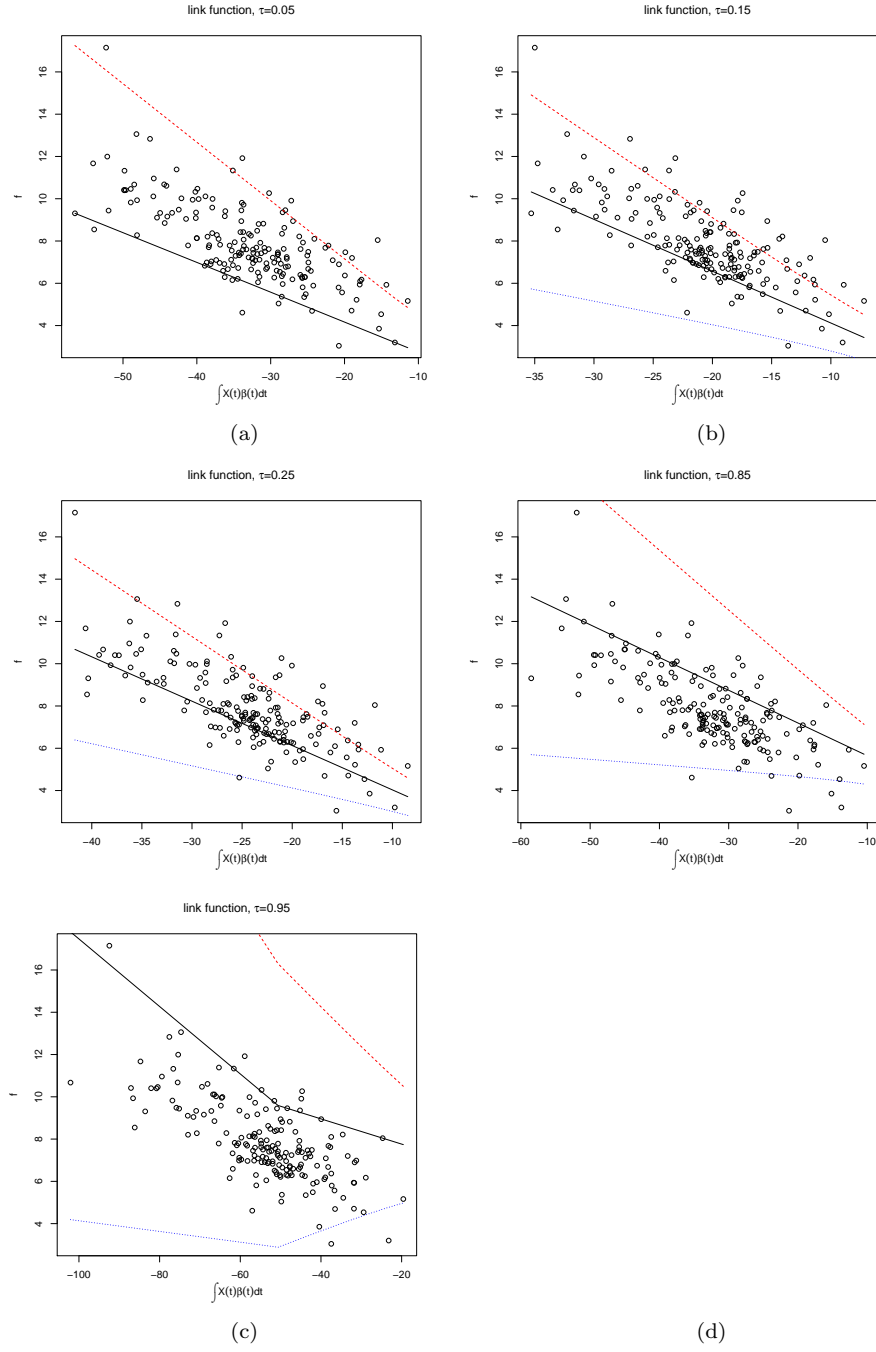 link function, τ=0.05
f
16
14
12
10
8
6
4
−50 −40 −30 −20 −10
∫X(t)β(t)dt
(a)
link function, τ=0.15
f
16
14
12
10
8
6
4
−35 −30 −25 −20 −15 −10
∫X(t)β(t)dt
(b)
link function, τ=0.25
f
16
14
12
10
8
6
4
−40 −35 −30 −25 −20 −15 −10
∫X(t)β(t)dt
link function, τ=0.85
f
16
14
12
10
8
6
4
−60 −50 −40 −30 −20 −10
∫X(t)β(t)dt
link function, τ=0.95
f
16
14
12
10
8
6
4
−100 −80 −60 −40 −20
∫X(t)β(t)dt
(c)
(d)